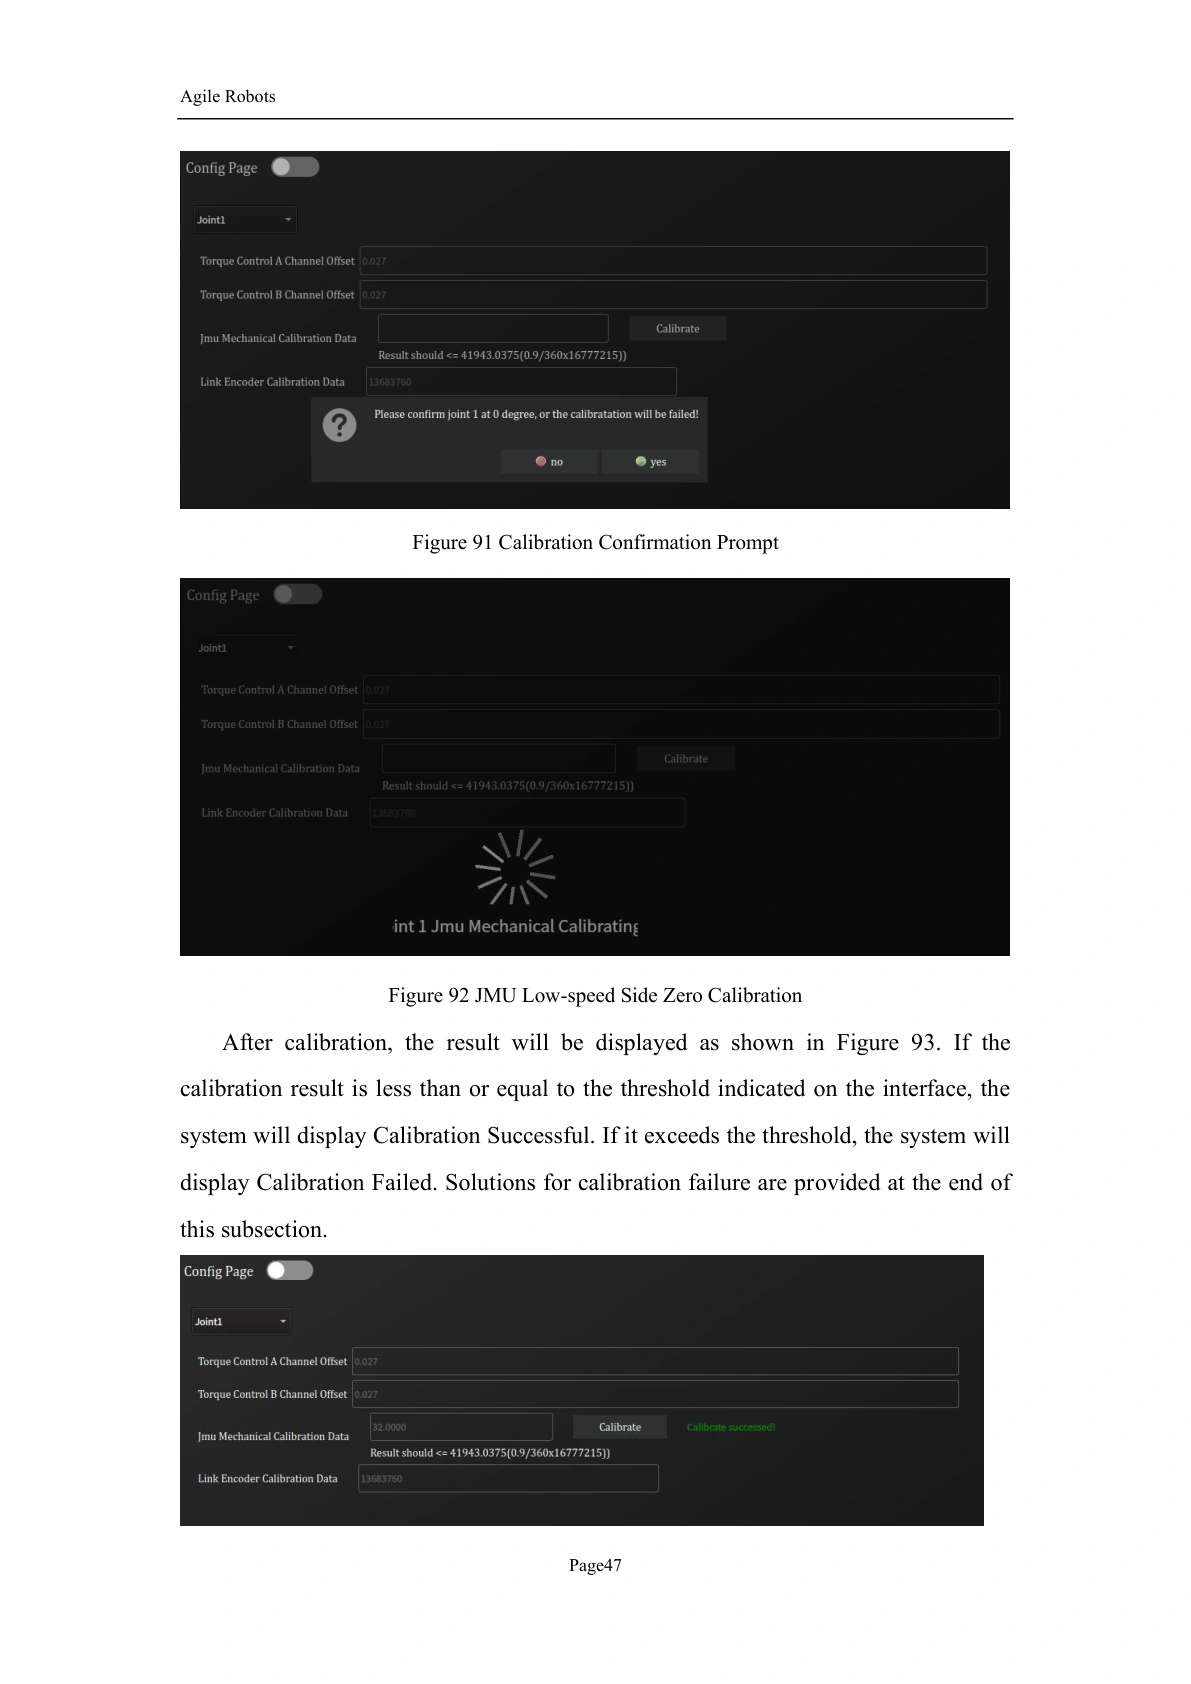 Agile Robots
Config Page
Joint1
Torque Control A Channel Offset 0.027
Torque Control B Channel Offset 0.027
Jmu Mechanical Calibration Data Calibrate
Result should <= 41943.0375(0.9/360x16777215))
Link Encoder Calibration Data 13683760
Please confirm joint 1 at 0 degree, or the calibratation will be failed!
no yes
Figure 91 Calibration Confirmation Prompt
Config Page
Joint1
Torque Control A Channel Offset 0.027
Torque Control B Channel Offset 0.027
Jmu Mechanical Calibration Data Calibrate
Result should <= 41943.0375(0.9/360x16777215))
Link Encoder Calibration Data 13683760
int 1 Jmu Mechanical Calibrating
Figure 92 JMU Low-speed Side Zero Calibration
After calibration, the result will be displayed as shown in Figure 93. If the
calibration result is less than or equal to the threshold indicated on the interface, the
system will display Calibration Successful. If it exceeds the threshold, the system will
display Calibration Failed. Solutions for calibration failure are provided at the end of
this subsection.
Config Page
Joint1
Torque Control A Channel Offset 0.027
Torque Control B Channel Offset 0.027
Jmu Mechanical Calibration Data 32.0000 Calibrate Calibrate successed!
Result should <= 41943.0375(0.9/360x16777215))
Link Encoder Calibration Data 13683760
Page47